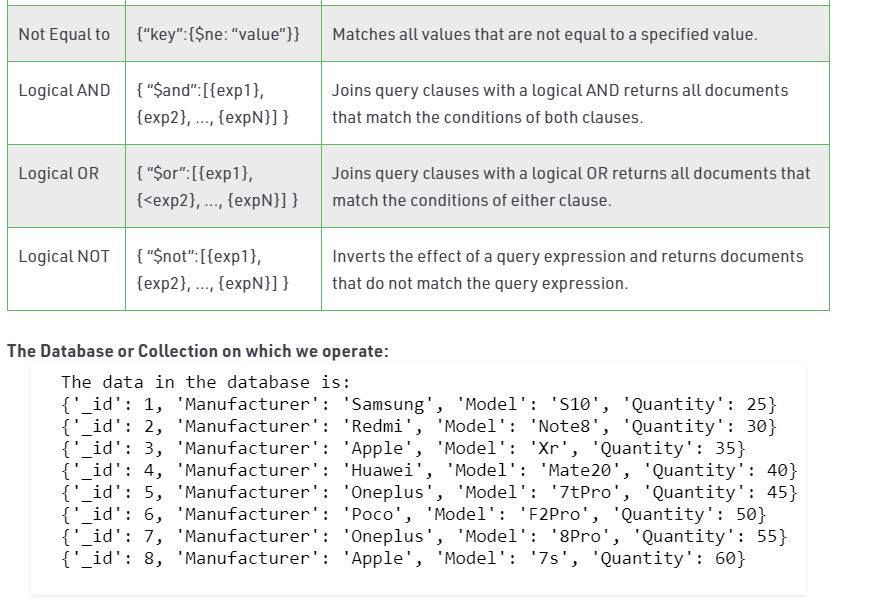 Not Equal to {“key”:{$ne: “value”}} Matches all values that are not equal to a specified value.
Logical AND { “$and”:[{exp1}, Joins query clauses with a logical AND returns all documents
{exp2}, …, {expN}] } that match the conditions of both clauses.
Logical OR { “$or”:[{exp1}, Joins query clauses with a logical OR returns all documents that
{<exp2}, …, {expN}] } match the conditions of either clause.
Logical NOT { “$not”:[{exp1}, Inverts the effect of a query expression and returns documents
{exp2}, …, {expN}] } that do not match the query expression.
The Database or Collection on which we operate:
The data in the database is:
{'_id': 1, 'Manufacturer': 'Samsung', 'Model': 'S10', 'Quantity': 25}
{'_id': 2, 'Manufacturer': 'Redmi', 'Model': 'Note8', 'Quantity': 30}
{'_id': 3, 'Manufacturer': 'Apple', 'Model': 'Xr', 'Quantity': 35}
{'_id': 4, 'Manufacturer': 'Huawei', 'Model': 'Mate20', 'Quantity': 40}
{'_id': 5, 'Manufacturer': 'Oneplus', 'Model': '7tPro', 'Quantity': 45}
{'_id': 6, 'Manufacturer': 'Poco', 'Model': 'F2Pro', 'Quantity': 50}
{'_id': 7, 'Manufacturer': 'Oneplus', 'Model': '8Pro', 'Quantity': 55}
{'_id': 8, 'Manufacturer': 'Apple', 'Model': '7s', 'Quantity': 60}